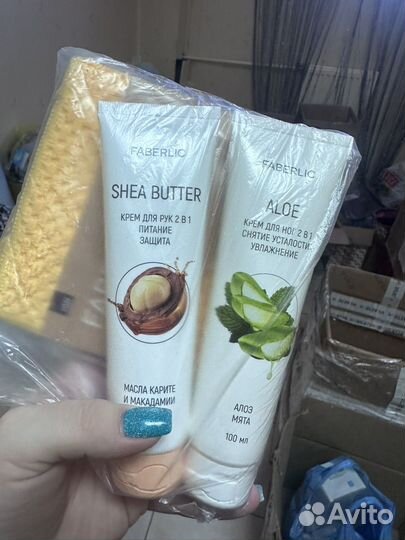 FABERLIC
SHEA BUTTER
КРЕМ ДЛЯ РУК 2 В 1
ПИТАНИЕ
ЗАЩИТА
МАСЛА КАРИТЕ
И МАКАДАМИИ
FABERLIC
ALOE
КРЕМ ДЛЯ НОГ 2 В 1
СНЯТИЕ УСТАЛОСТИ
УВЛАЖНЕНИЕ
АЛОЭ
МЯТА
100 МЛ
Avito